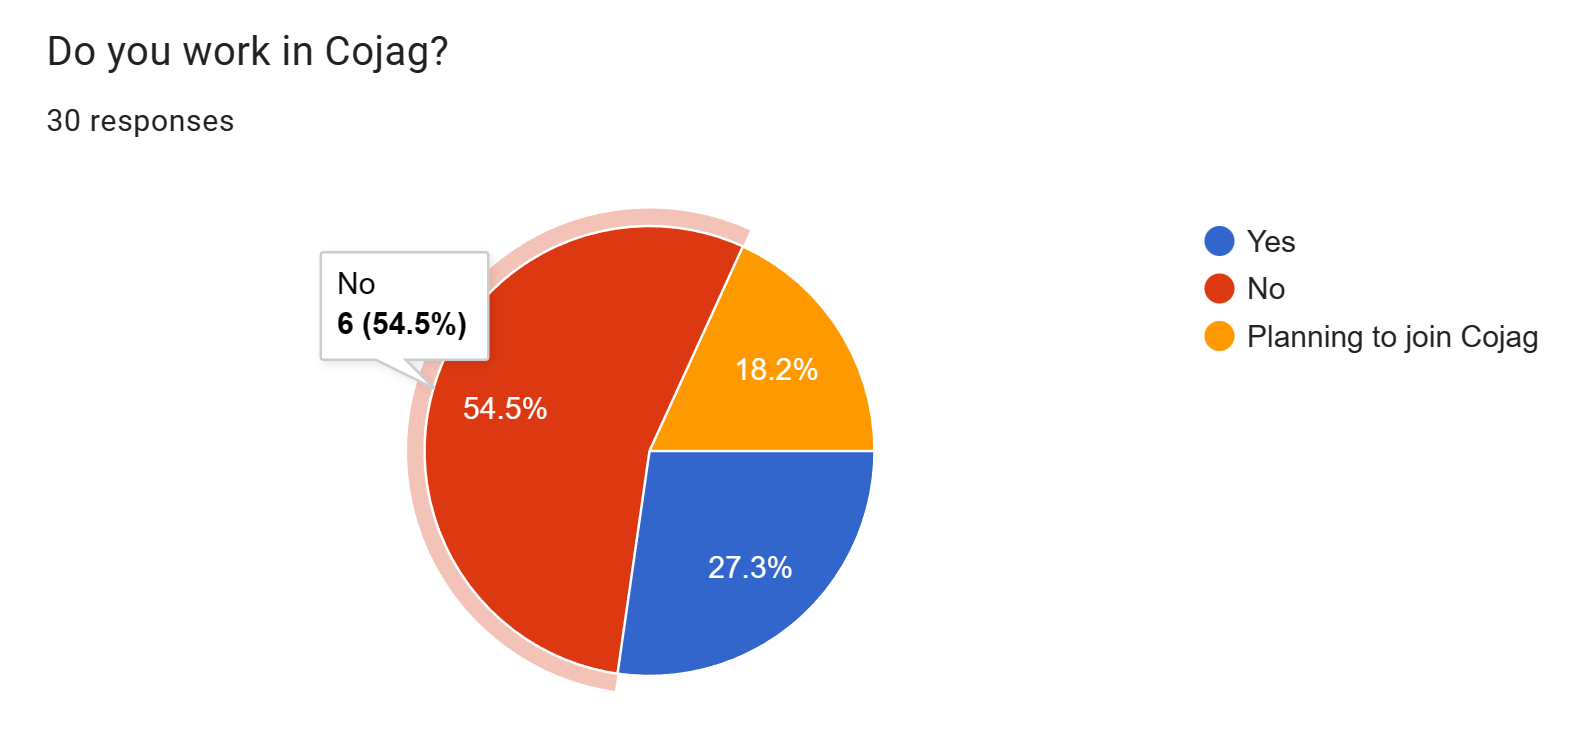 Do you work in Cojag?
30 responses
No
6 (54.5%)
54.5%
18.2%
27.3%
Yes
No
Planning to join Cojag